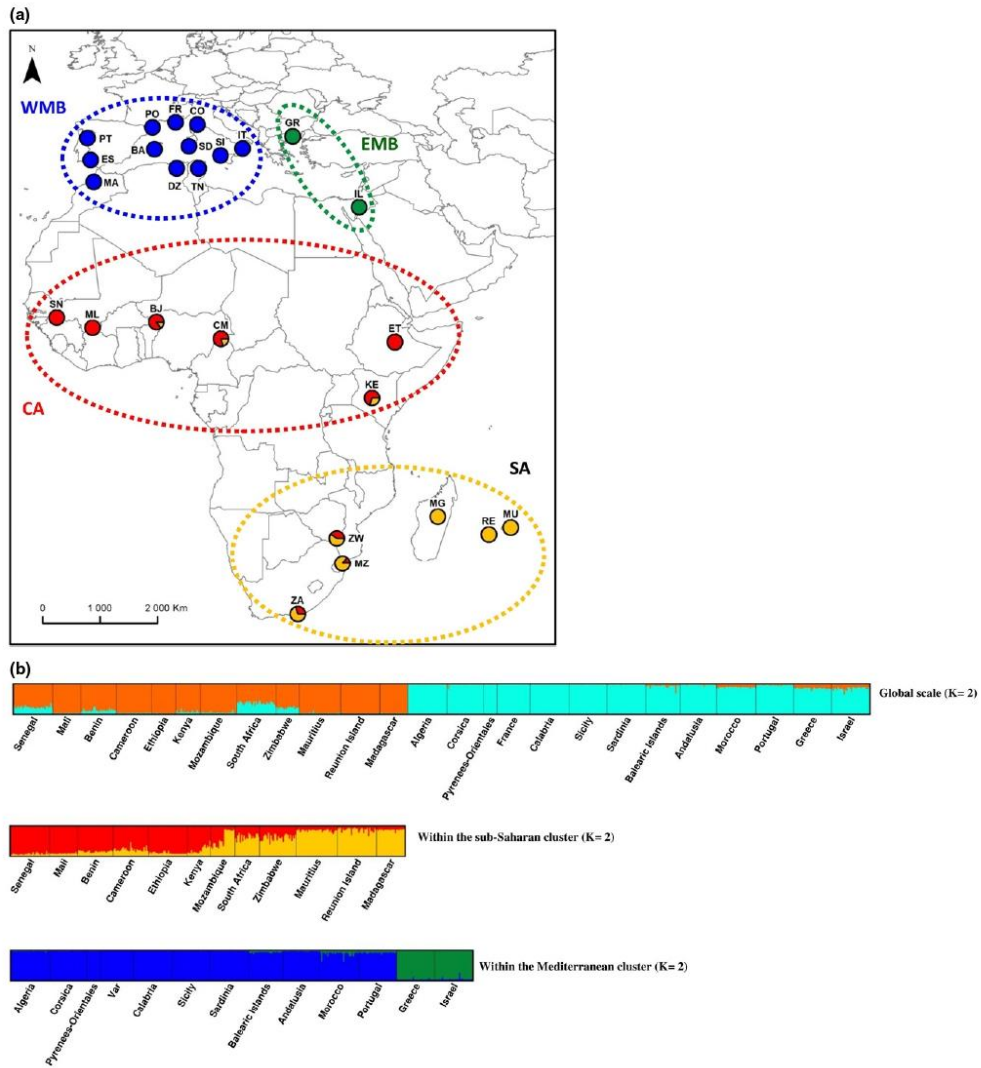 (a)
N
WMB
EMB
PO FR CO
GR
PT
BA SD SI IT
ES
MA
DZ TN
IL
SN
ML
BJ
CM
ET
KE
CA
SA
MG
RE MU
ZW
MZ
ZA
0 1 000 2 000 Km
(b)
Global scale (K= 2)
Senegal Mali Benin Cameroon Ethiopia Kenya Mozambique South Africa Zimbabwe Mauritius Reunion Island Madagascar Algeria Corsica Pyrenees-Orientales France Calabria Sicily Sardinia Balearic Islands Andalusia Morocco Portugal Greece Israel
Within the sub-Saharan cluster (K= 2)
Senegal Mali Benin Cameroon Ethiopia Kenya Mozambique South Africa Zimbabwe Mauritius Reunion Island Madagascar
Within the Mediterranean cluster (K= 2)
Algeria Corsica Pyrenees-Orientales Var Calabria Sicily Sardinia Balearic islands Andalusia Morocco Portugal Greece Israel